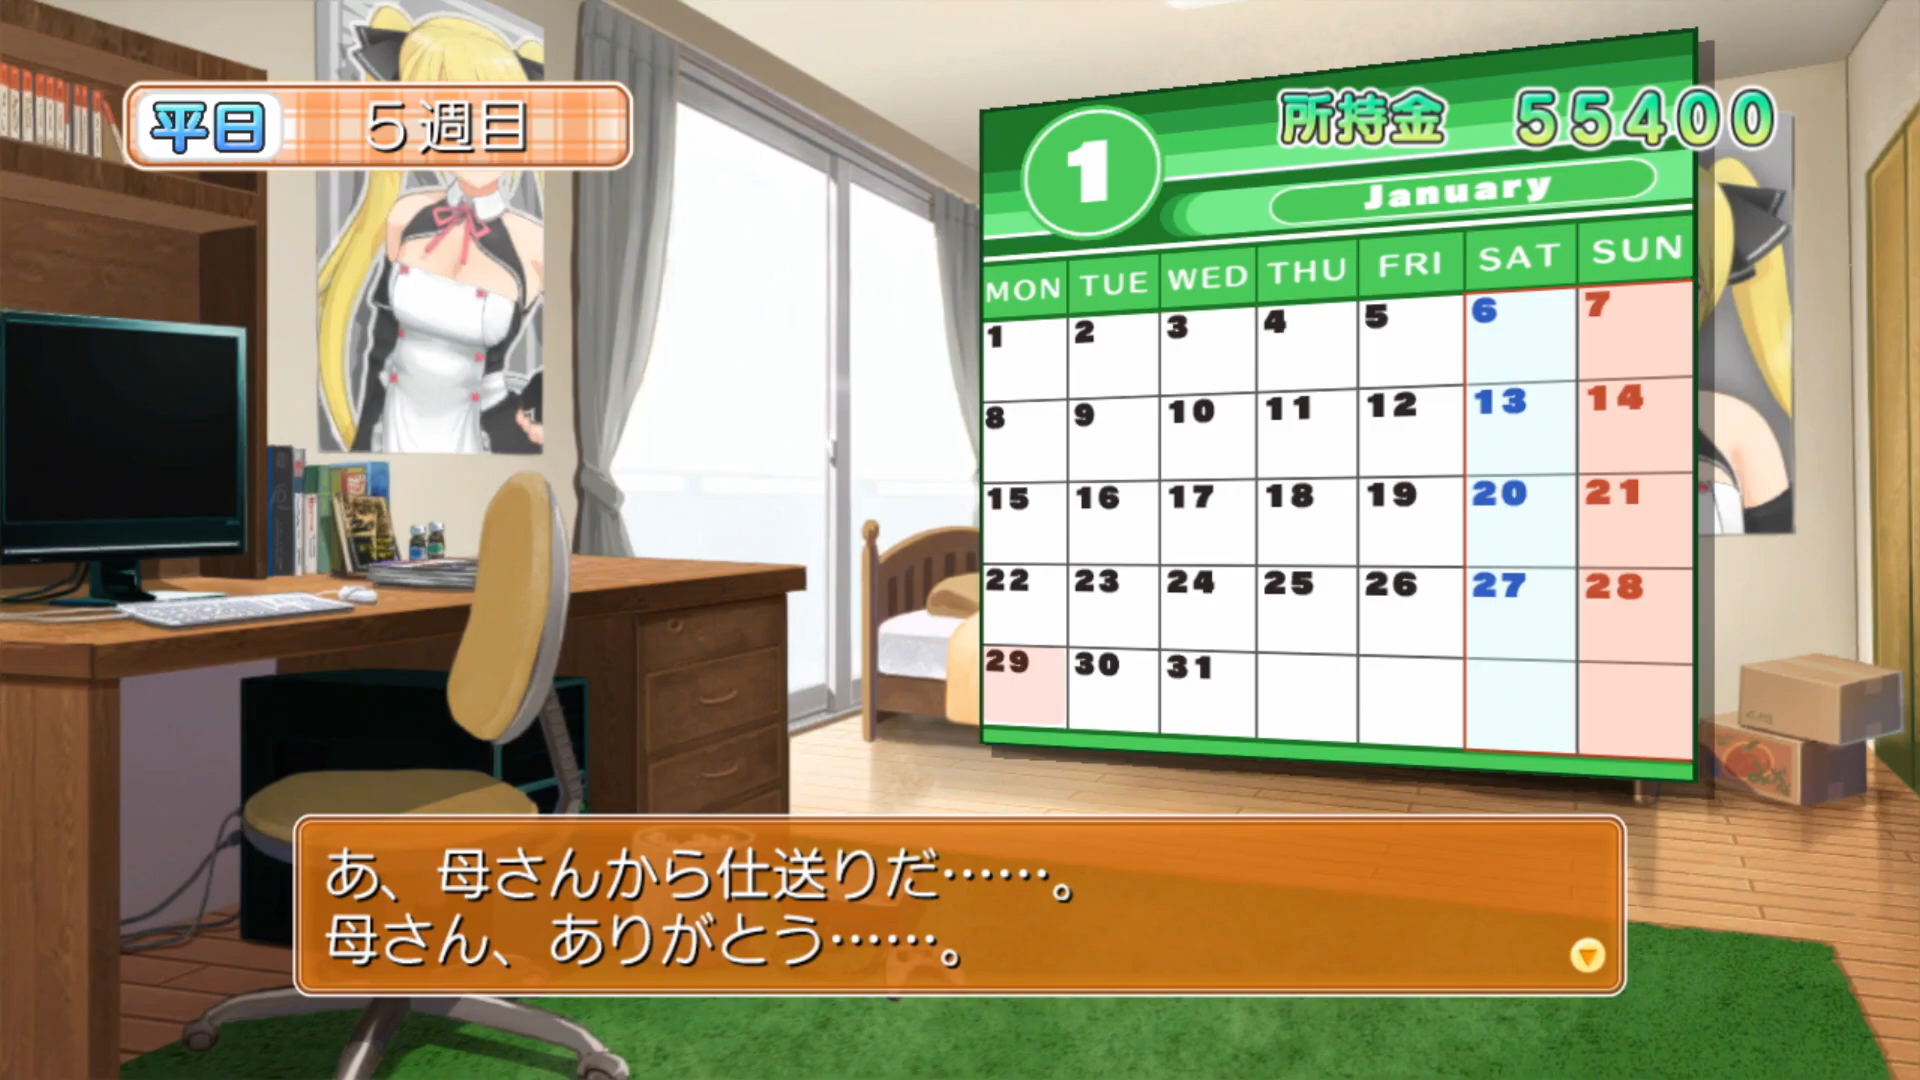 平日 5週目
所持金 55400
1
January
MON TUE WED THU FRI SAT SUN
1 2 3 4 5 6 7
8 9 10 11 12 13 14
15 16 17 18 19 20 21
22 23 24 25 26 27 28
29 30 31
あ、母さんから仕送りだ……。
母さん、ありがとう……。